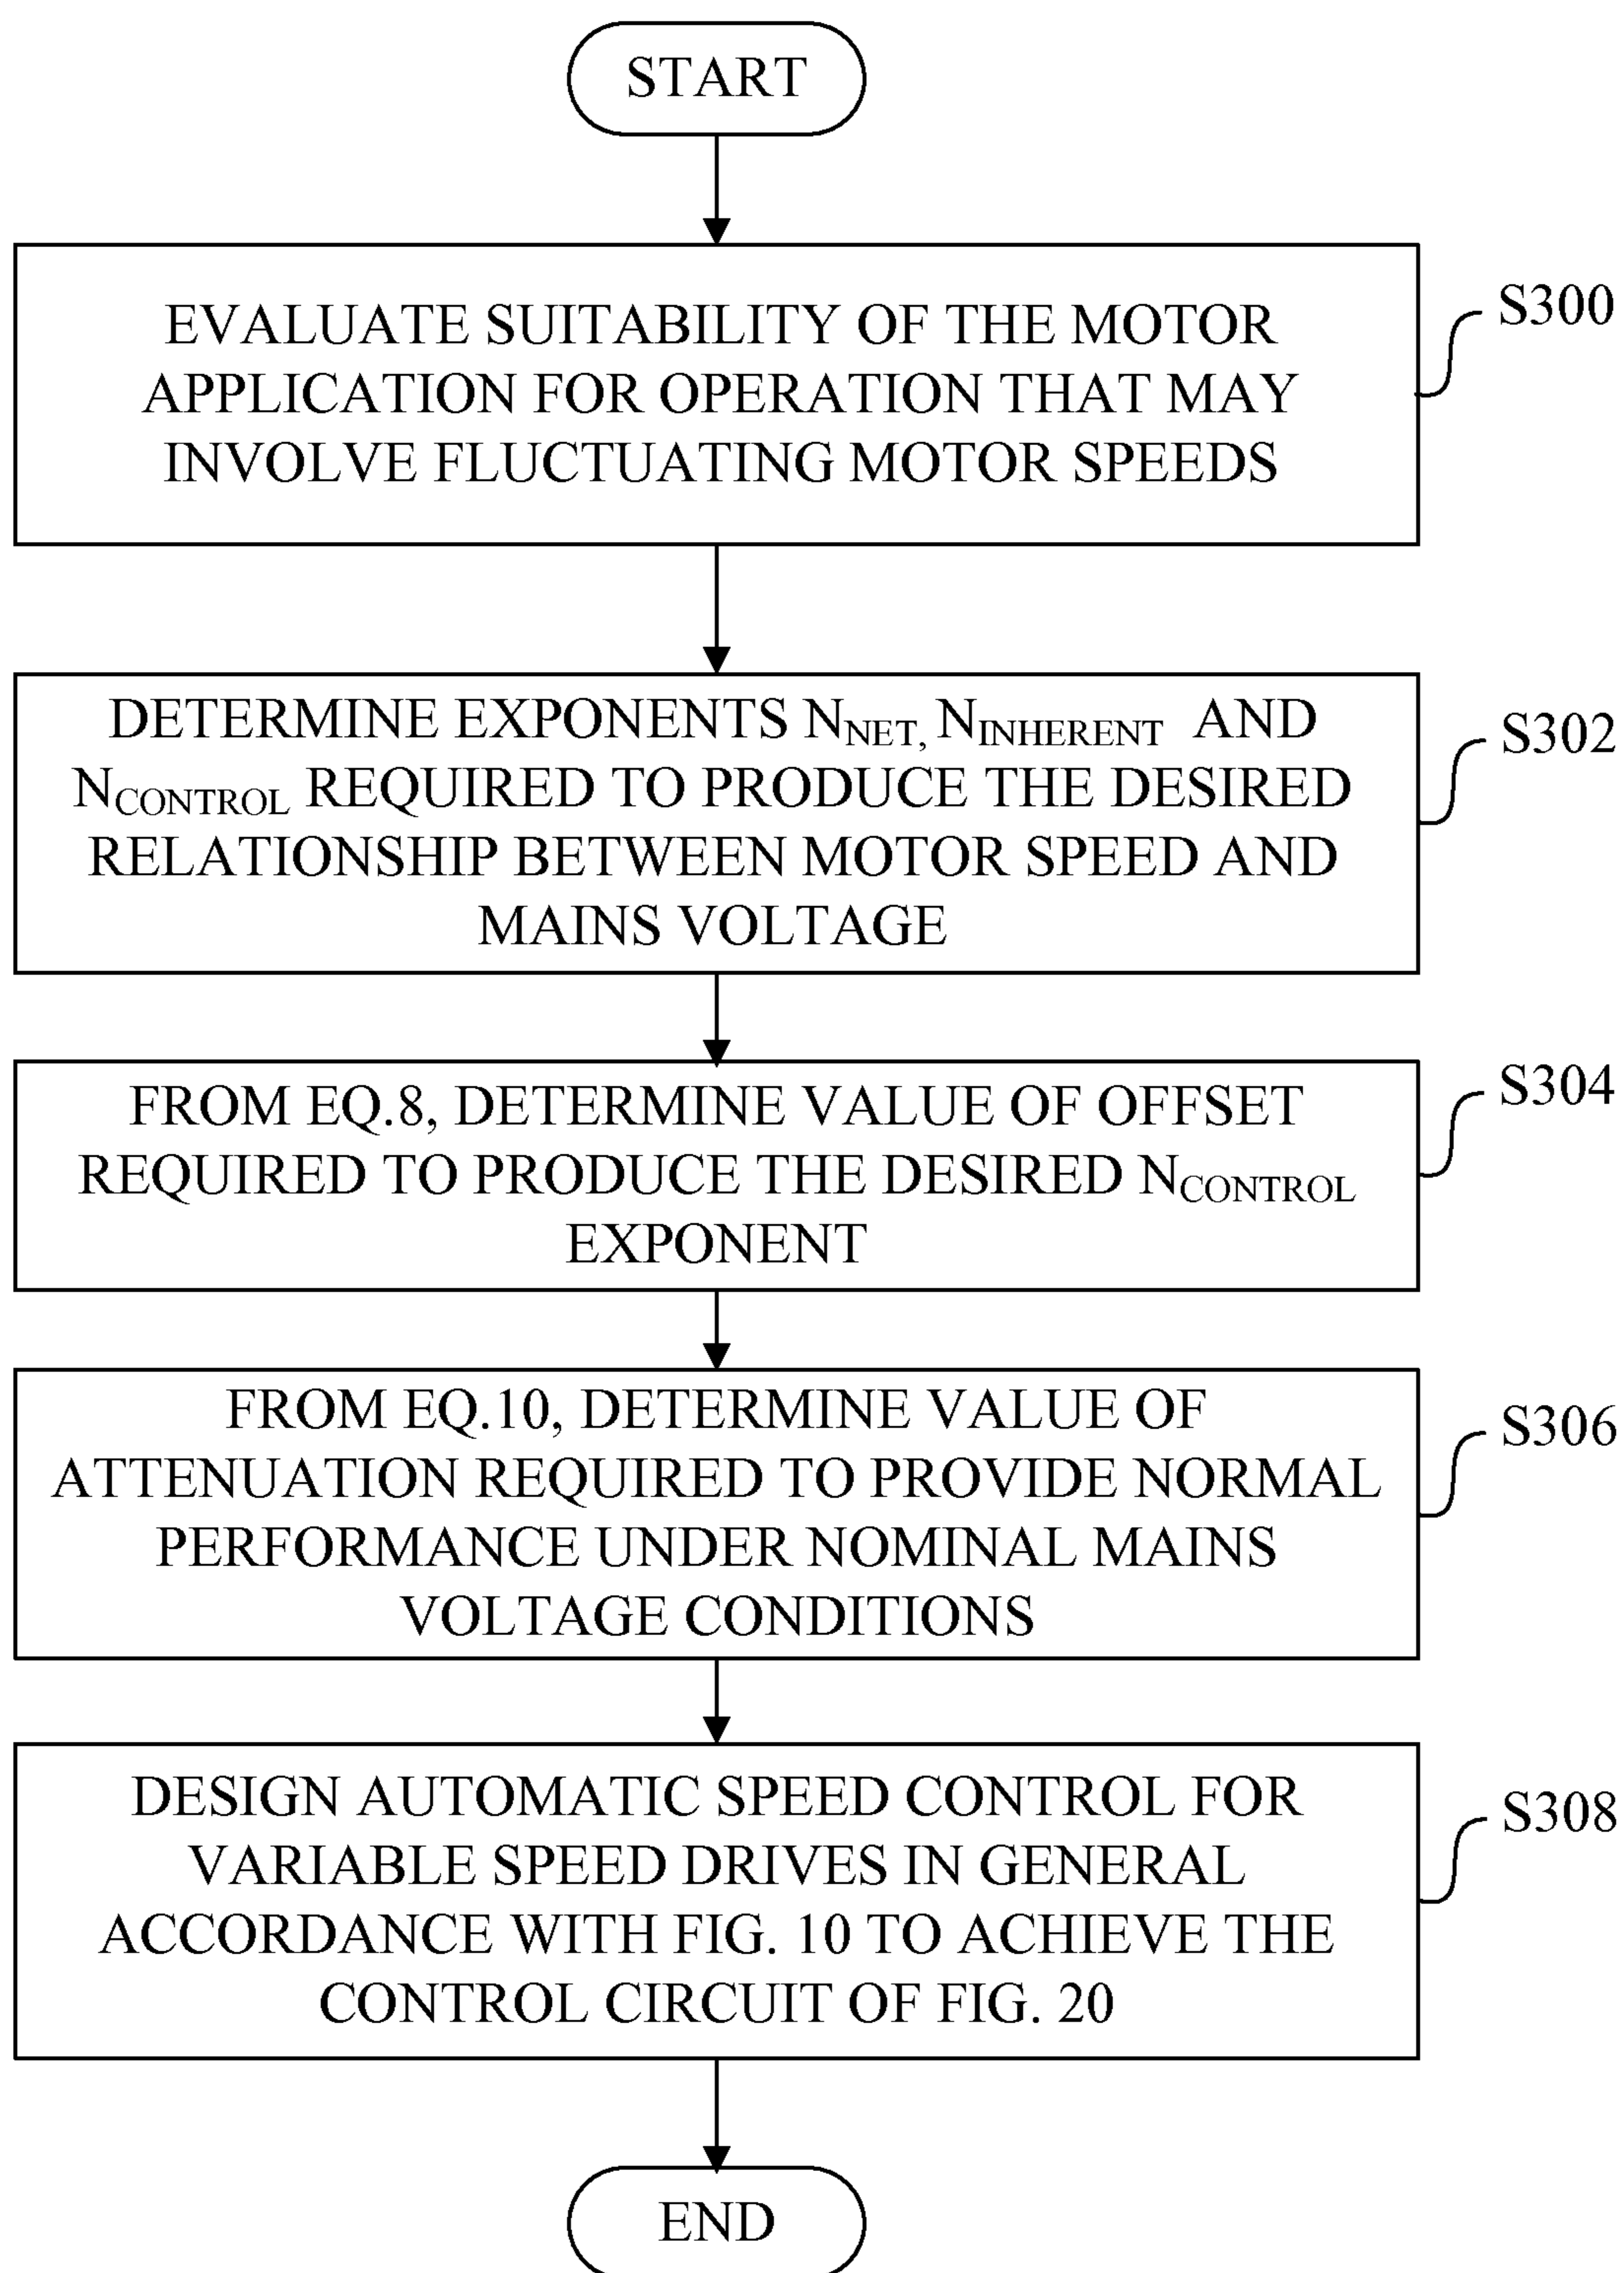 START
EVALUATE SUITABILITY OF THE MOTOR
APPLICATION FOR OPERATION THAT MAY
INVOLVE FLUCTUATING MOTOR SPEEDS
S300
DETERMINE EXPONENTS NNET, NINHERENT AND
NCONTROL REQUIRED TO PRODUCE THE DESIRED
RELATIONSHIP BETWEEN MOTOR SPEED AND
MAINS VOLTAGE
S302
FROM EQ.8, DETERMINE VALUE OF OFFSET
REQUIRED TO PRODUCE THE DESIRED NCONTROL
EXPONENT
S304
FROM EQ.10, DETERMINE VALUE OF
ATTENUATION REQUIRED TO PROVIDE NORMAL
PERFORMANCE UNDER NOMINAL MAINS
VOLTAGE CONDITIONS
S306
DESIGN AUTOMATIC SPEED CONTROL FOR
VARIABLE SPEED DRIVES IN GENERAL
ACCORDANCE WITH FIG. 10 TO ACHIEVE THE
CONTROL CIRCUIT OF FIG. 20
S308
END